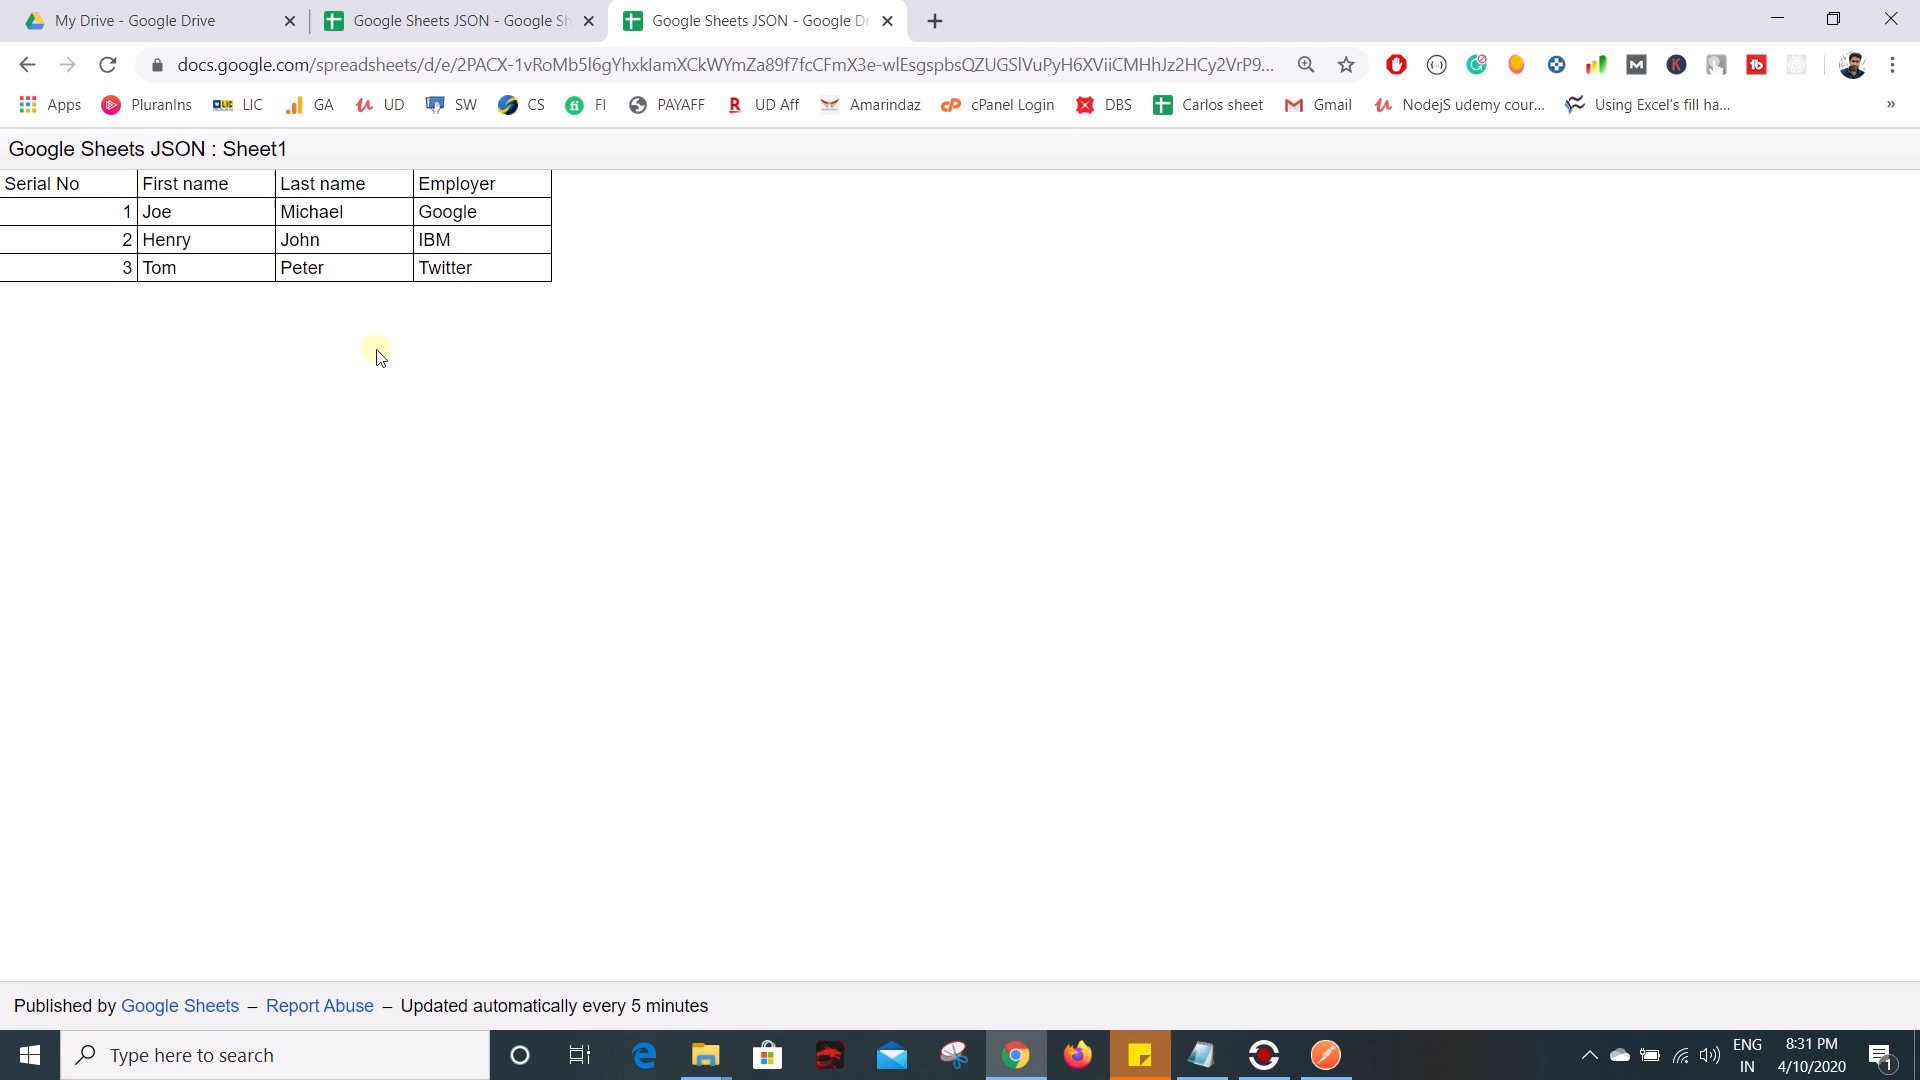 My Drive - Google Drive
Google Sheets JSON - Google Sh
Google Sheets JSON - Google Dr
docs.google.com/spreadsheets/d/e/2PACX-1vRoMb5l6gYhxkIamXCkWYmZa89f7fcCFmX3e-wlEsgspbsQZUGSlVuPyH6XViiCMHhJz2HCy2VrP9...
Apps PluranIns LIC GA UD SW CS FI PAYAFF UD Aff Amarindaz cPanel Login DBS Carlos sheet Gmail NodejS udemy cour... Using Excel's fill ha... »
Google Sheets JSON : Sheet1
Serial No First name Last name Employer
1 Joe Michael Google
2 Henry John IBM
3 Tom Peter Twitter
Published by Google Sheets – Report Abuse – Updated automatically every 5 minutes
Type here to search
ENG
IN
8:31 PM
4/10/2020
1